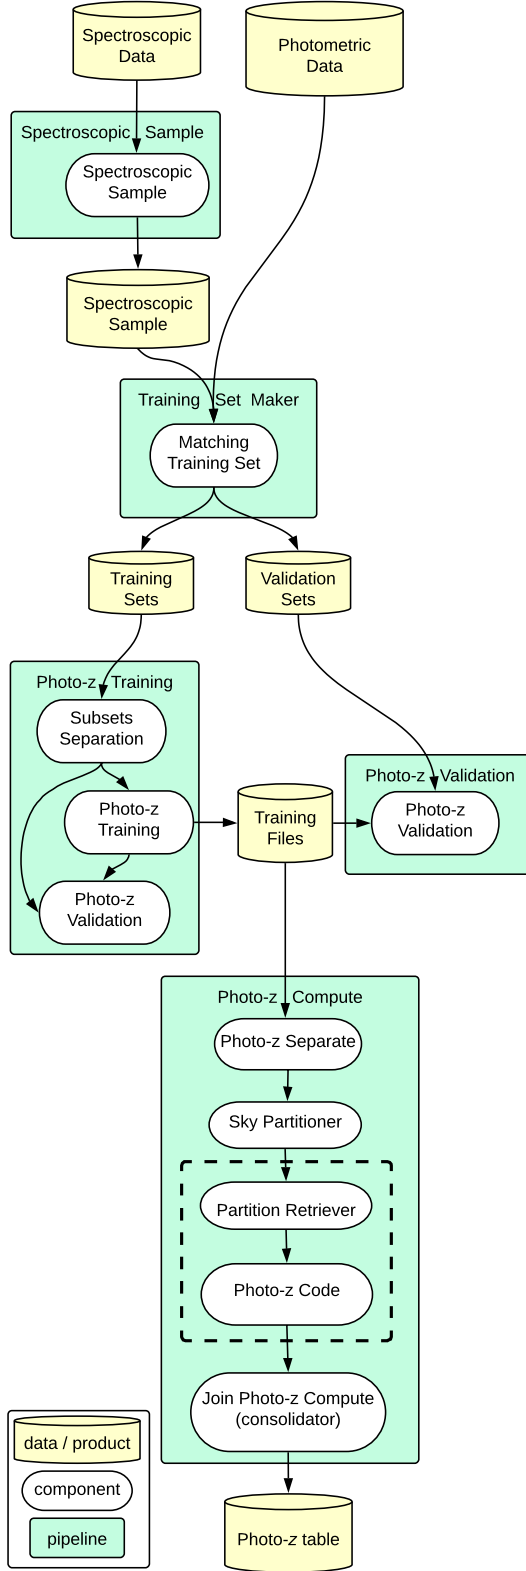 Spectroscopic
Data
Photometric
Data
Spectroscopic Sample
Spectroscopic
Sample
Spectroscopic
Sample
Training Set Maker
Matching
Training Set
Training
Sets
Validation
Sets
Photo-z Training
Subsets
Separation
Photo-z
Training
Photo-z
Validation
Training
Files
Photo-z Validation
Photo-z
Validation
Photo-z Compute
Photo-z Separate
Sky Partitioner
Partition Retriever
Photo-z Code
Join Photo-z Compute
(consolidator)
Photo-z table
data / product
component
pipeline